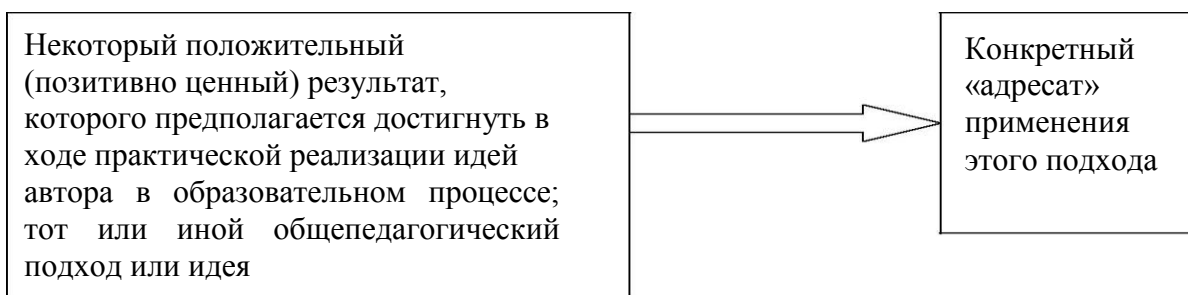 Некоторый положительный
(позитивно ценный) результат,
которого предполагается достигнуть в
ходе практической реализации идей
автора в образовательном процессе;
тот или иной общепедагогический
подход или идея
Конкретный
«адресат»
применения
этого подхода